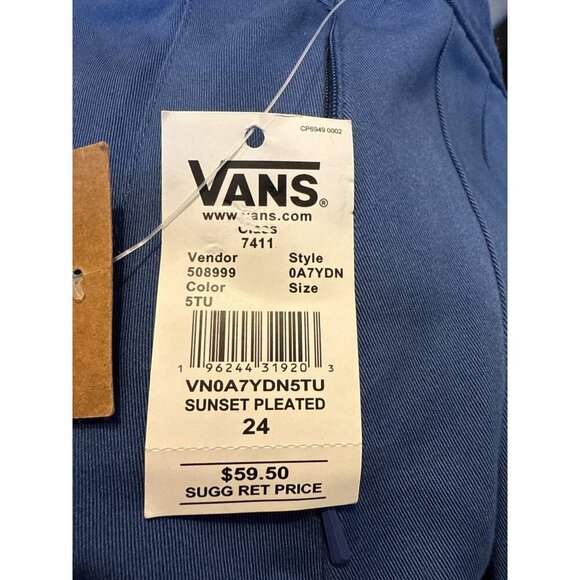 CP6949 0002
VANS®
www.vans.com
Class
7411
Vendor Style
508999 0A7YDN
Color Size
5TU
1 96244 31920 3
VN0A7YDN5TU
SUNSET PLEATED
24
$59.50
SUGG RET PRICE